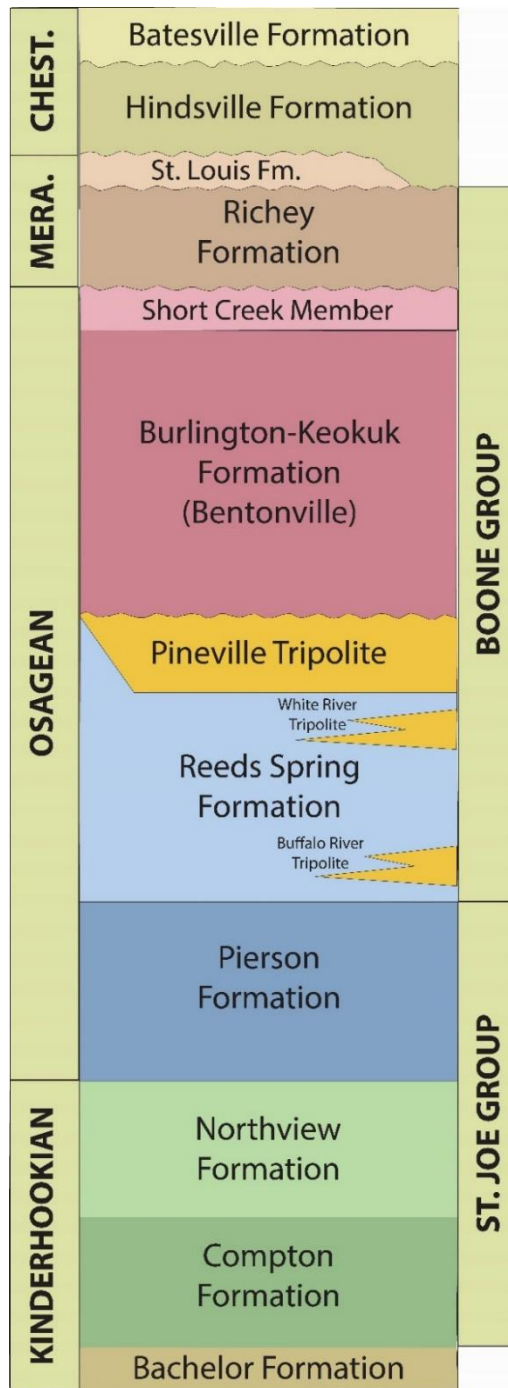 CHEST.
Batesville Formation
Hindsville Formation
MERA.
St. Louis Fm.
Richey
Formation
OSAGEAN
Short Creek Member
Burlington-Keokuk
Formation
(Bentonville)
Pineville Tripolite
White River
Tripolite
Reeds Spring
Formation
Buffalo River
Tripolite
BOONE GROUP
Pierson
Formation
KINDERHOOKIAN
Northview
Formation
Compton
Formation
ST. JOE GROUP
Bachelor Formation